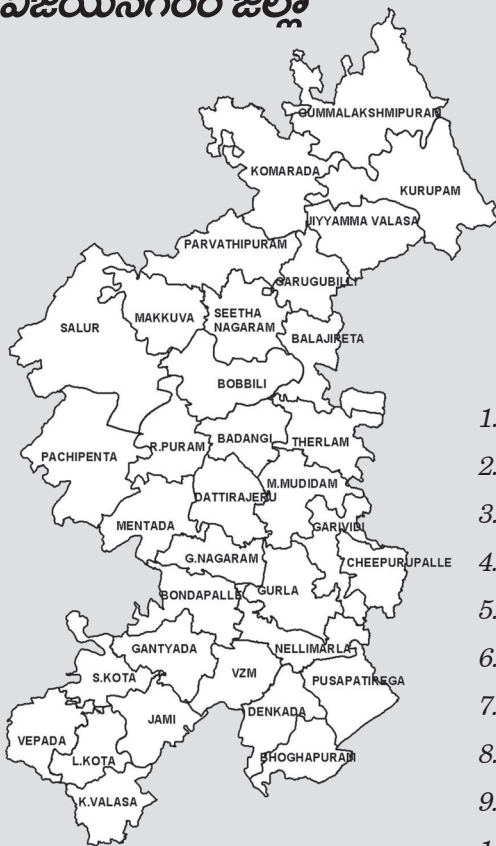 విజయనగరం జిల్లా
GUMMALAKSHMIPURAM
KOMARADA
KURUPAM
JIYYAMMA VALASA
PARVATHIPURAM
GARUGUBILLI
SALUR
MAKKUVA
SEETHA
NAGARAM
BALAJIPETA
BOBBILI
PACHIPENTA
R.PURAM
BADANGI
THERLAM
DATTIRAJERU
M.MUDIDAM
MENTADA
GARIVIDI
G.NAGARAM
CHEEPURUPALLE
BONDAPALLE
GURLA
GANTYADA
NELLIMARLA
S.KOTA
VZM
PUSAPATIREGA
JAMI
DENKADA
VEPADA
L.KOTA
BHOGHAPURAM
K.VALASA
1.
2.
3.
4.
5.
6.
7.
8.
9.